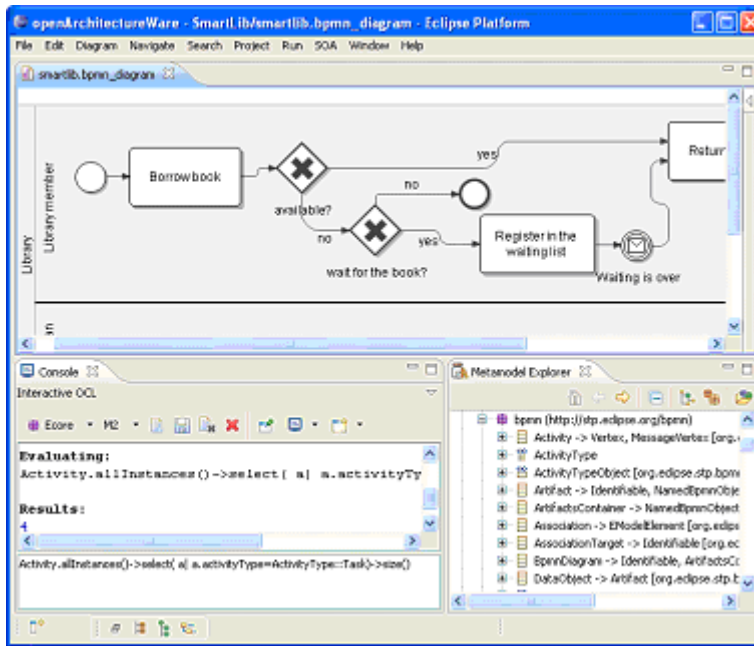 openArchitectureWare - SmartLib/smartlib.bpmn_diagram - Eclipse Platform
File Edit Diagram Navigate Search Project Run SOA Window Help
smartlib.bpmn_diagram
Library
Library member
Borrow book
available?
yes
no
wait for the book?
no
yes
Register in the
waiting list
Waiting is over
Return
an
Console
Interactive OCL
Ecore M2
Evaluating:
Activity.allInstances()->select( a| a.activityTy
Results:
4
Activity.allInstances()->select( a| a.activityType=ActivityType::Task)->size()
Metamodel Explorer
bpmn (http://stp.eclipse.org/bpmn)
Activity -> Vertex, MessageVertex [org.
ActivityType
ActivityTypeObject [org.eclipse.stp.bpmn
Artifact -> Identifiable, NamedBpmnObje
ArtifactsContainer -> NamedBpmnObject
Association -> EModelElement [org.eclips
AssociationTarget -> Identifiable [org.ec
BpmnDiagram -> Identifiable, ArtifactsCo
DataObject -> Artifact [org.eclipse.stp.b